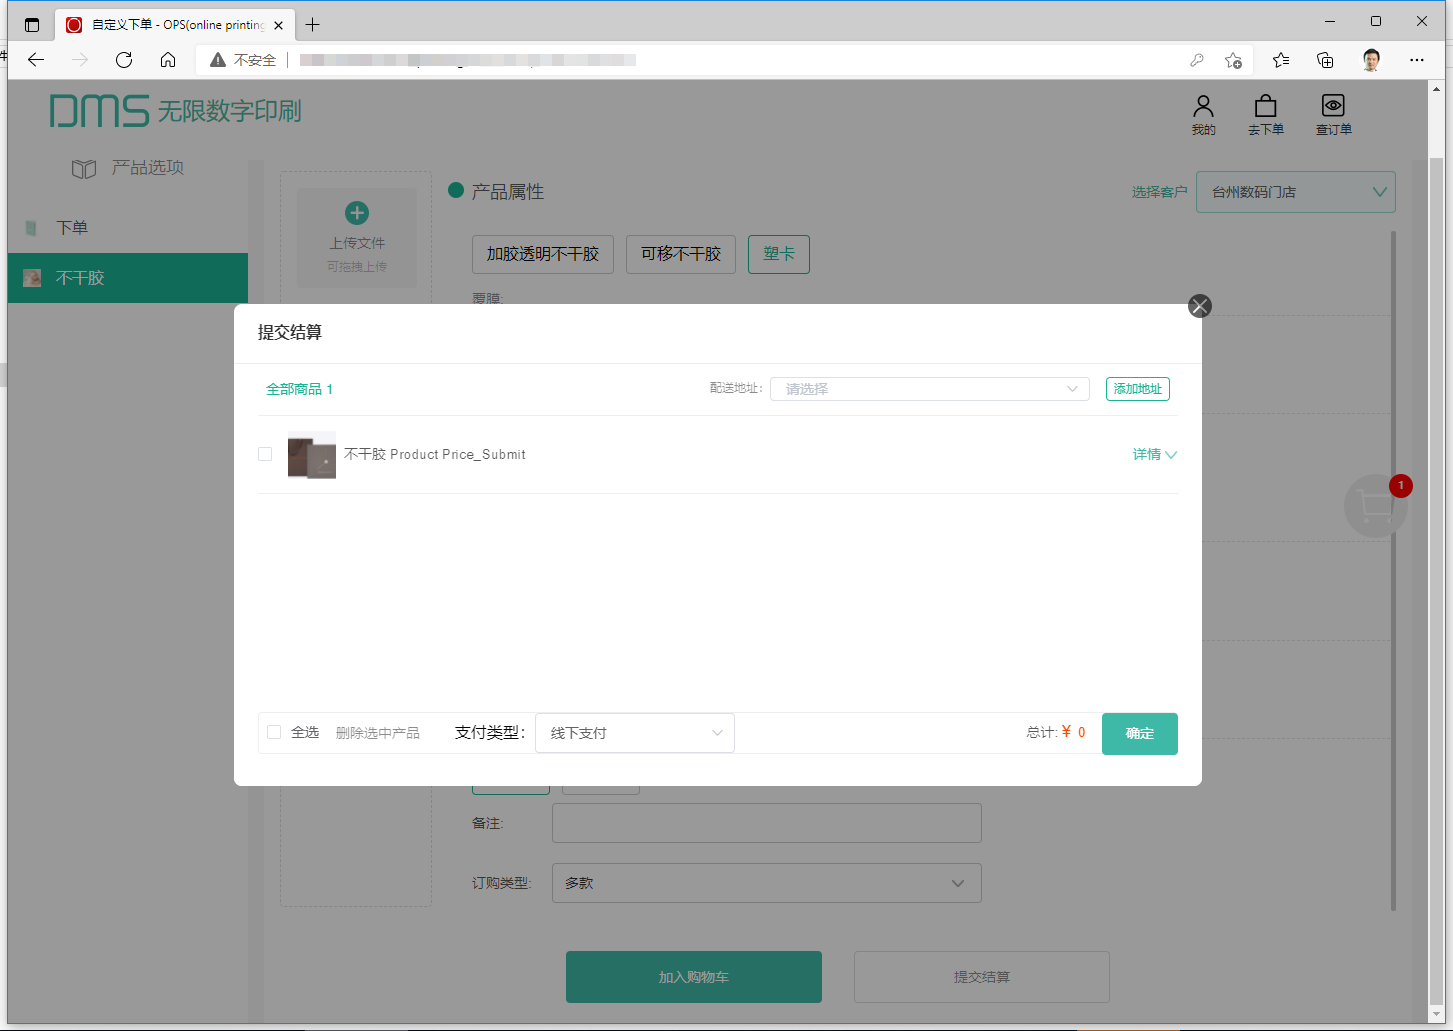 自定义下单 - OPS(online printing
不安全
DMS 无限数字印刷
我的
去下单
查订单
产品选项
下单
不干胶
上传文件
可拖拽上传
产品属性
选择客户
台州数码门店
加胶透明不干胶
可移不干胶
塑卡
覆膜:
提交结算
全部商品 1
配送地址:
请选择
添加地址
不干胶 Product Price_Submit
详情
1
全选
删除选中产品
支付类型:
线下支付
总计: ¥ 0
确定
备注:
订购类型:
多款
加入购物车
提交结算